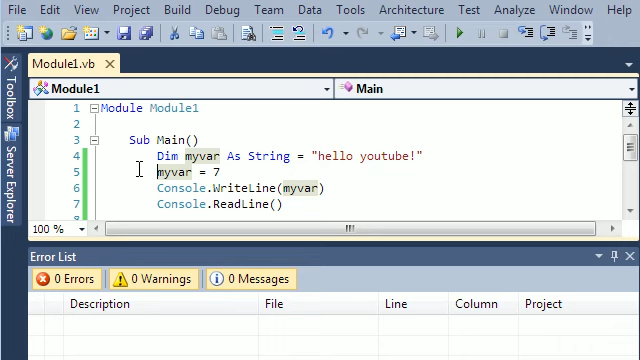 File Edit View Project Build Debug Team Data Tools Architecture Test Analyze Window Help
Module1.vb
Toolbox
Server Explorer
Module1 Main
1 Module Module1
2
3 Sub Main()
4 Dim myvar As String = "hello youtube!"
5 myvar = 7
6 Console.WriteLine(myvar)
7 Console.ReadLine()
100 %
Error List
0 Errors 0 Warnings 0 Messages
Description File Line Column Project